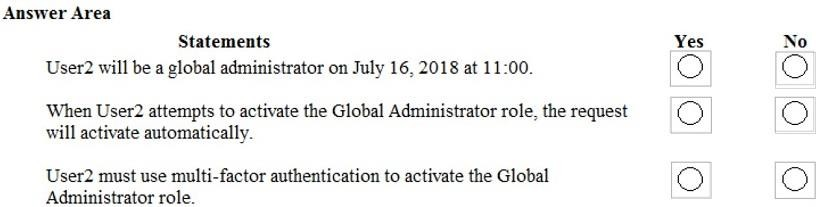 Answer Area
Statements Yes No
User2 will be a global administrator on July 16, 2018 at 11:00.
When User2 attempts to activate the Global Administrator role, the request
will activate automatically.
User2 must use multi-factor authentication to activate the Global
Administrator role.